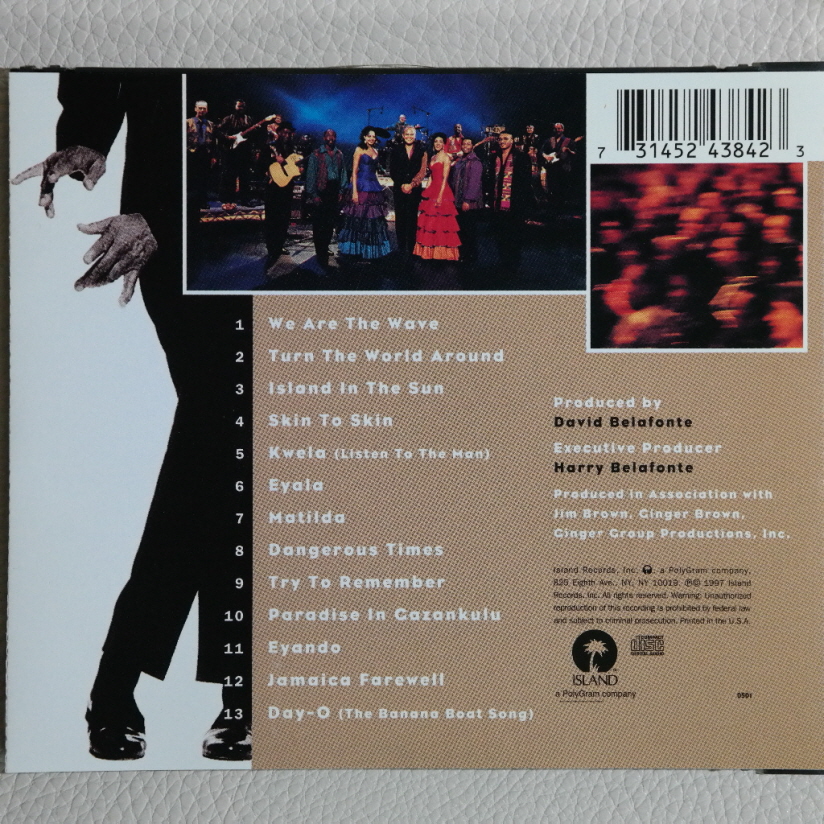 7 31452 43842 3
1 We Are The Wave
2 Turn The World Around
3 Island In The Sun
4 Skin To Skin
5 Kwela (Listen To The Man)
6 Eyala
7 Matilda
8 Dangerous Times
9 Try To Remember
10 Paradise In Gazankulu
11 Eyando
12 Jamaica Farewell
13 Day-O (The Banana Boat Song)
Produced by
David Belafonte
Executive Producer
Harry Belafonte
Produced in Association with
Jim Brown, Ginger Brown,
Ginger Group Productions, Inc.
Island Records, Inc. , a PolyGram company,
825 Eighth Ave., NY, NY 10019. ℗© 1997 Island
Records, Inc. All rights reserved. Warning: Unauthorized
reproduction of this recording is prohibited by federal law
and subject to criminal prosecution. Printed in the U.S.A.
COMPACT
disc
DIGITAL AUDIO
ISLAND
a PolyGram company